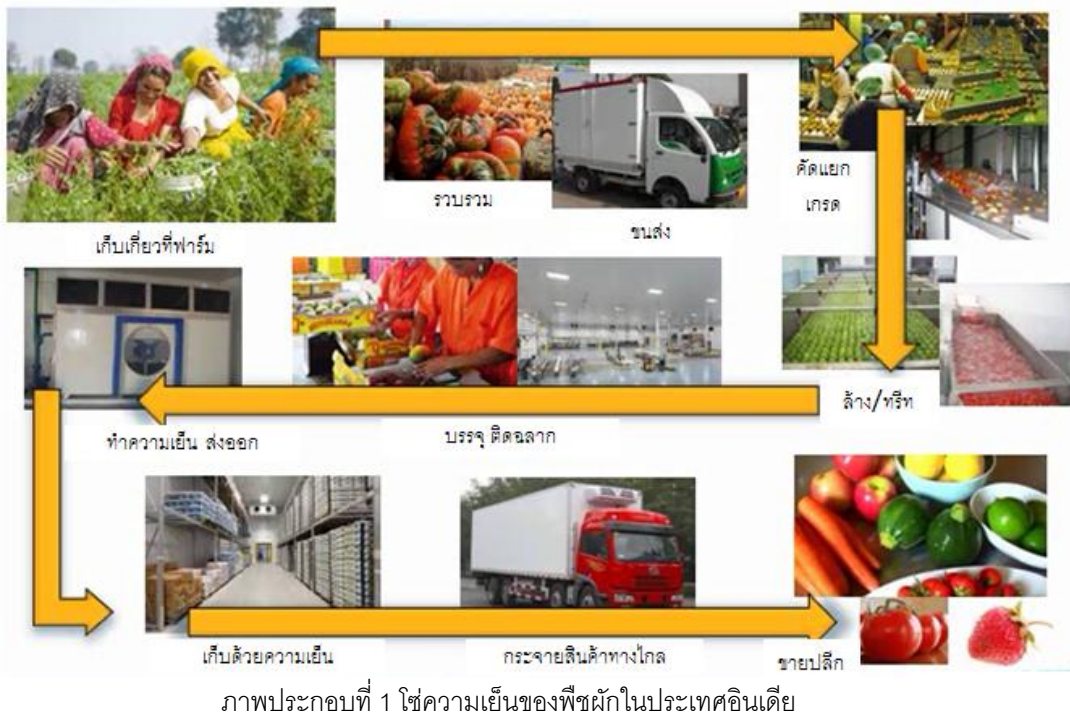 เก็บเกี่ยวที่ฟาร์ม
รวบรวม
ขนส่ง
คัดแยก
เกรด
ล้าง/ทรีท
บรรจุ ติดฉลาก
ทำความเย็น ส่งออก
เก็บด้วยความเย็น
กระจายสินค้าทางไกล
ขายปลีก
ภาพประกอบที่ 1 โซ่ความเย็นของพืชผักในประเทศอินเดีย